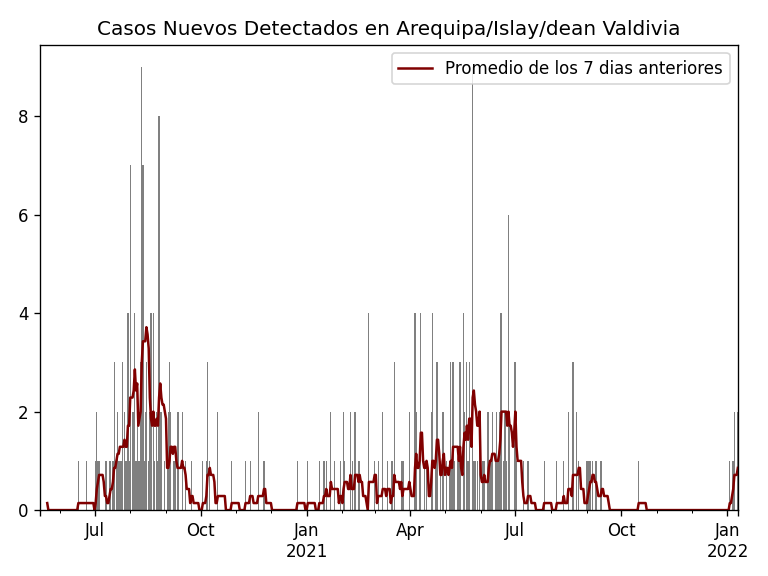 Casos Nuevos Detectados en Arequipa/Islay/dean Valdivia
Promedio de los 7 dias anteriores
8
6
4
2
0
Jul
Oct
Jan
2021
Apr
Jul
Oct
Jan
2022